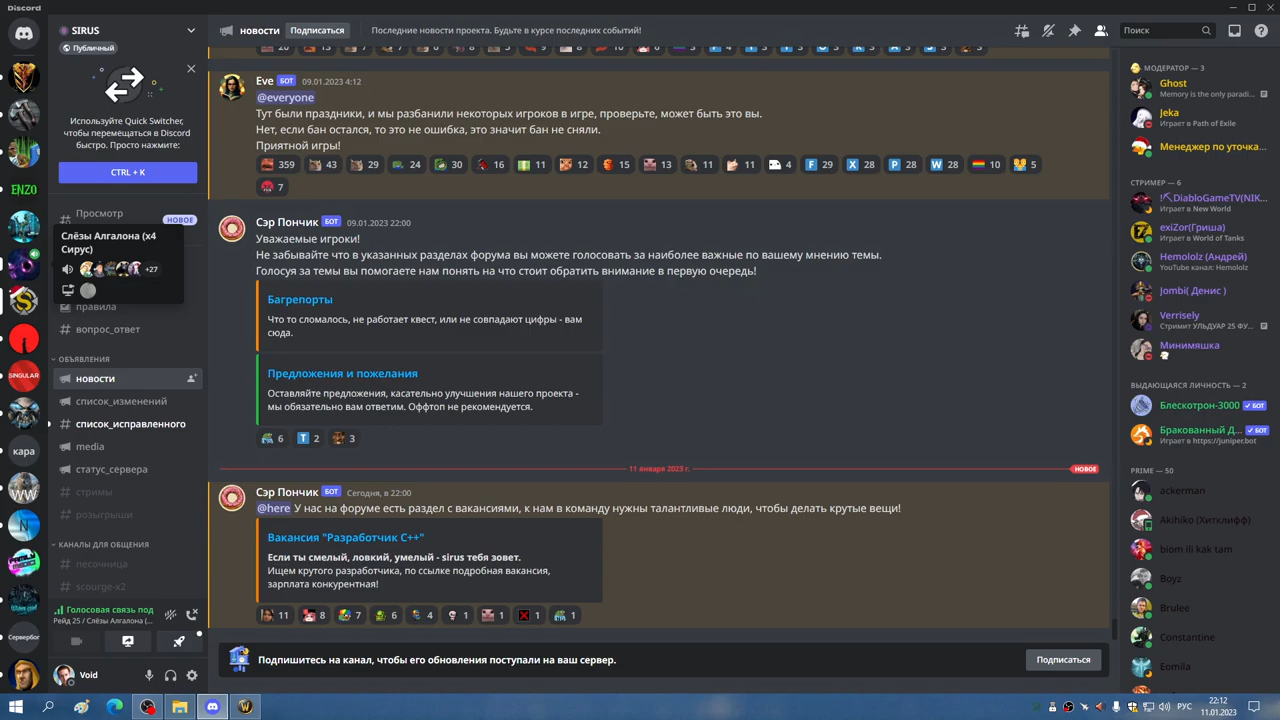 Discord
SIRUS
Публичный
Используйте Quick Switcher,
чтобы перемещаться в Discord
быстро. Просто нажмите:
CTRL + K
Просмотр
НОВОЕ
Слёзы Алгалона (x4
Сирус)
+27
правила
вопрос_ответ
ОБЪЯВЛЕНИЯ
новости
список_изменений
список_исправленного
media
статус_сервера
стримы
розыгрыши
КАНАЛЫ ДЛЯ ОБЩЕНИЯ
песочница
scourge-x2
Голосовая связь под
Рейд 25 / Слёзы Алгалона (...
Void
ENZO
SINGULAR
кара
WW
Сервербог
новости
Подписаться
Последние новости проекта. Будьте в курсе последних событий!
Поиск
Eve БОТ 09.01.2023 4:12
@everyone
Тут были праздники, и мы разбанили некоторых игроков в игре, проверьте, может быть это вы.
Нет, если бан остался, то это не ошибка, это значит бан не сняли.
Приятной игры!
359 43 29 24 30 16 11 12 15 13 11 11 4 F 29 X 28 P 28 W 28 10 5
7
Сэр Пончик БОТ 09.01.2023 22:00
Уважаемые игроки!
Не забывайте что в указанных разделах форума вы можете голосовать за наиболее важные по вашему мнению темы.
Голосуя за темы вы помогаете нам понять на что стоит обратить внимание в первую очередь!
Багрепорты
Что то сломалось, не работает квест, или не совпадают цифры - вам
сюда.
Предложения и пожелания
Оставляйте предложения, касательно улучшения нашего проекта -
мы обязательно вам ответим. Оффтоп не рекомендуется.
6 T 2 3
11 января 2023 г.
НОВОЕ
Сэр Пончик БОТ Сегодня, в 22:00
@here У нас на форуме есть раздел с вакансиями, к нам в команду нужны талантливые люди, чтобы делать крутые вещи!
Вакансия "Разработчик C++"
Если ты смелый, ловкий, умелый - sirus тебя зовет.
Ищем крутого разработчика, по ссылке подробная вакансия,
зарплата конкурентная!
11 8 7 6 4 1 1 1 1
Подпишитесь на канал, чтобы его обновления поступали на ваш сервер.
Подписаться
МОДЕРАТОР — 3
Ghost
Memory is the only paradi...
Jeka
Играет в Path of Exile
Менеджер по уточка...
СТРИМЕР — 6
!⛏DiabloGameTV(NIK...
Играет в New World
exiZor(Гриша)
Играет в World of Tanks
Hemololz (Андрей)
YouTube канал: Hemololz
Jombi( Денис )
Verrisely
Стримит УЛЬДУАР 25 ФУ...
Минимяшка
ВЫДАЮЩАЯСЯ ЛИЧНОСТЬ — 2
Блескотрон-3000 БОТ
Бракованный Д... БОТ
Играет в https://juniper.bot
PRIME — 50
ackerman
Akihiko (Хитклифф)
biom ili kak tam
Boyz
Brulee
Constantine
Eomila
РУС
22:12
11.01.2023